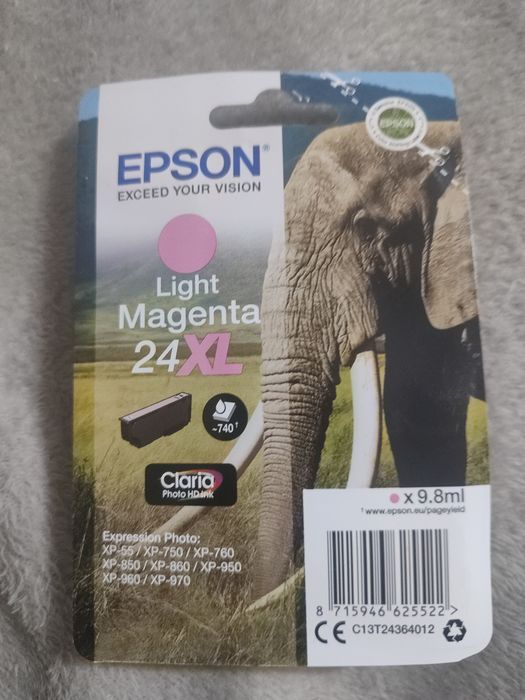 EPSON®
EXCEED YOUR VISION
EPSON
Light
Magenta
24XL
~740†
Claria
Photo HD Ink
Expression Photo:
XP-55 / XP-750 / XP-760
XP-850 / XP-860 / XP-950
XP-960 / XP-970
x 9.8ml
† www.epson.eu/pageyield
8 715946 625522 >
CE C13T24364012